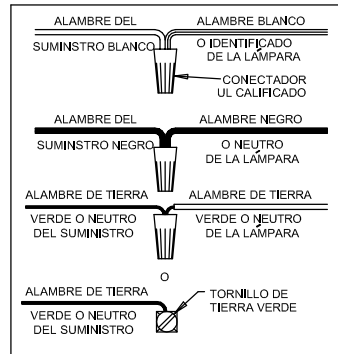 ALAMBRE DEL
ALAMBRE BLANCO
SUMINSTRO BLANCO
O IDENTIFICADO
DE LA LÁMPARA
CONECTADOR
UL CALIFICADO
ALAMBRE DEL
ALAMBRE NEGRO
SUMINSTRO NEGRO
O NEUTRO
DE LA LÁMPARA
ALAMBRE DE TIERRA
ALAMBRE DE TIERRA
VERDE O NEUTRO
DEL SUMINISTRO
VERDE O NEUTRO
DE LA LÁMPARA
O
ALAMBRE DE TIERRA
VERDE O NEUTRO
DEL SUMINISTRO
TORNILLO DE
TIERRA VERDE